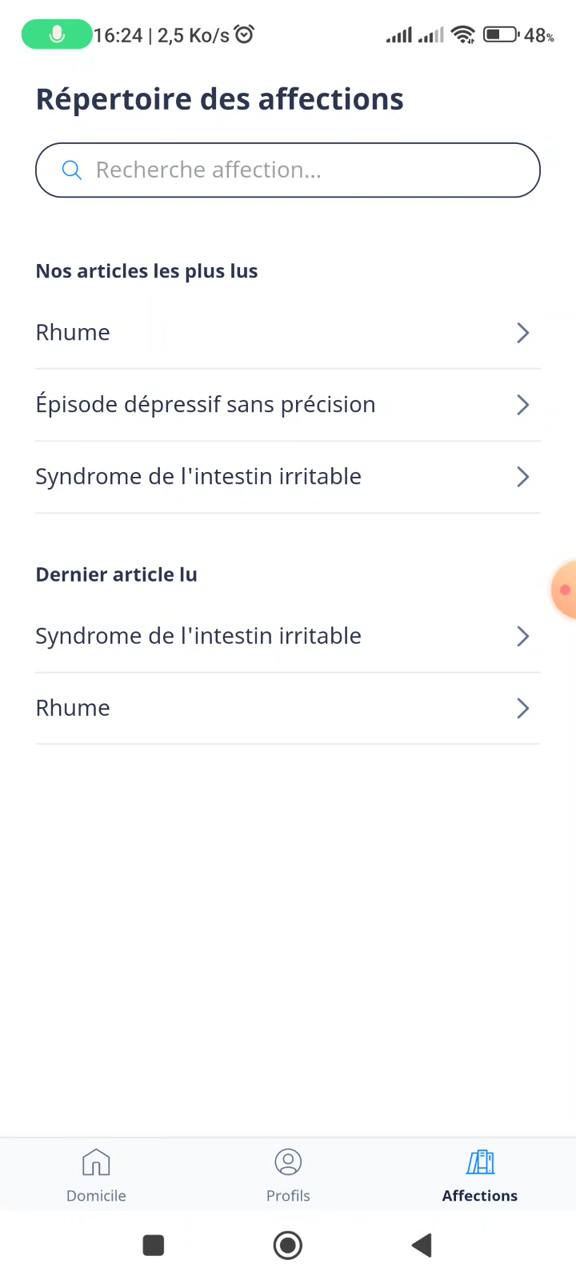 16:24 | 2,5 Ko/s 48%
Répertoire des affections
Recherche affection...
Nos articles les plus lus
Rhume
Épisode dépressif sans précision
Syndrome de l'intestin irritable
Dernier article lu
Syndrome de l'intestin irritable
Rhume
Domicile Profils Affections